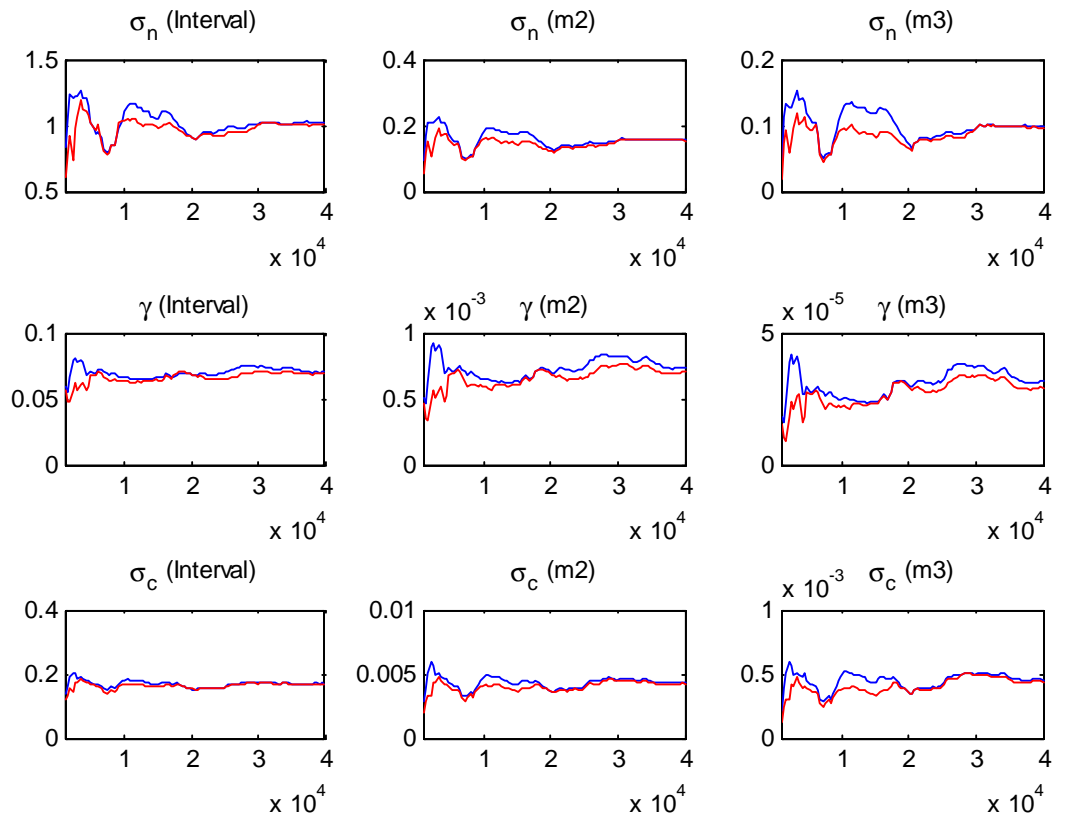 σn (Interval)
σn (m2)
σn (m3)
1.5
1
0.5
1 2 3 4
x 10^4
0.4
0.2
0
1 2 3 4
x 10^4
0.2
0.1
0
1 2 3 4
x 10^4
γ (Interval)
x 10^-3 γ (m2)
x 10^-5 γ (m3)
0.1
0.05
0
1 2 3 4
x 10^4
1
0.5
0
1 2 3 4
x 10^4
5
0
1 2 3 4
x 10^4
σc (Interval)
σc (m2)
x 10^-3 σc (m3)
0.4
0.2
0
1 2 3 4
x 10^4
0.01
0.005
0
1 2 3 4
x 10^4
1
0.5
0
1 2 3 4
x 10^4